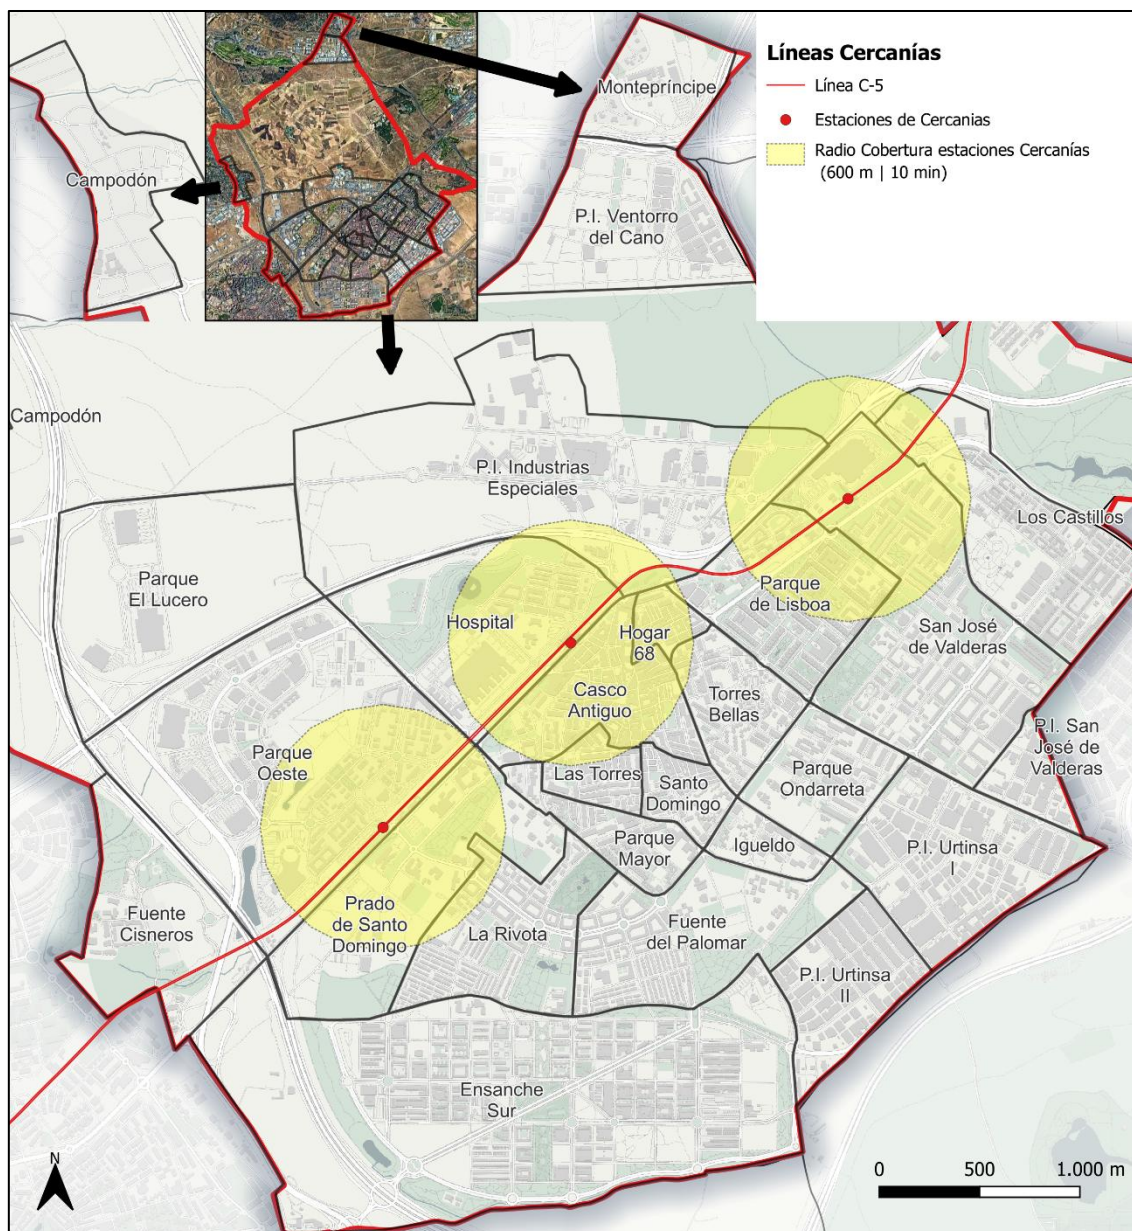 Líneas Cercanías
Línea C-5
Estaciones de Cercanias
Radio Cobertura estaciones Cercanías
(600 m | 10 min)
Campodón
Montepríncipe
P.I. Ventorro
del Cano
Campodón
P.I. Industrias
Especiales
Los Castillos
Parque
El Lucero
Parque
de Lisboa
Hospital
Hogar
68
San José
de Valderas
Casco
Antiguo
Torres
Bellas
P.I. San
José de
Valderas
Parque
Oeste
Las Torres
Santo
Domingo
Parque
Ondarreta
Parque
Mayor
Igueldo
P.I. Urtinsa
I
Fuente
Cisneros
Prado
de Santo
Domingo
La Rivota
Fuente
del Palomar
P.I. Urtinsa
II
Ensanche
Sur
N
0 500 1.000 m